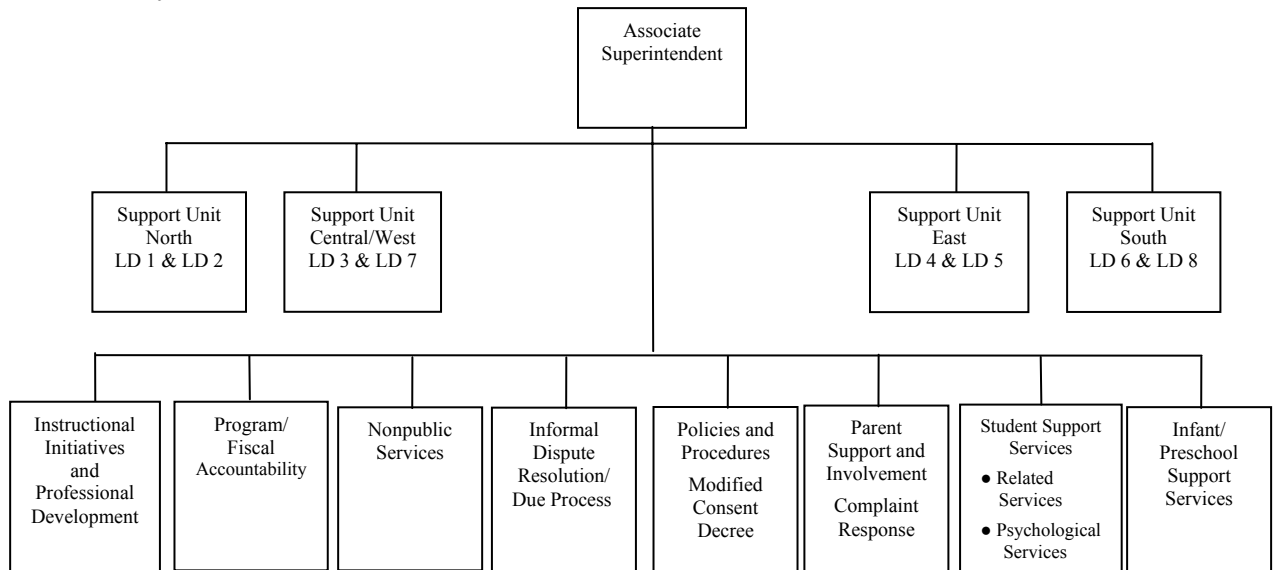 Associate
Superintendent
Support Unit
North
LD 1 & LD 2
Support Unit
Central/West
LD 3 & LD 7
Support Unit
East
LD 4 & LD 5
Support Unit
South
LD 6 & LD 8
Instructional
Initiatives
and
Professional
Development
Program/
Fiscal
Accountability
Nonpublic
Services
Informal
Dispute
Resolution/
Due Process
Policies and
Procedures
Modified
Consent
Decree
Parent
Support and
Involvement
Complaint
Response
Student Support
Services
● Related
Services
● Psychological
Services
Infant/
Preschool
Support
Services